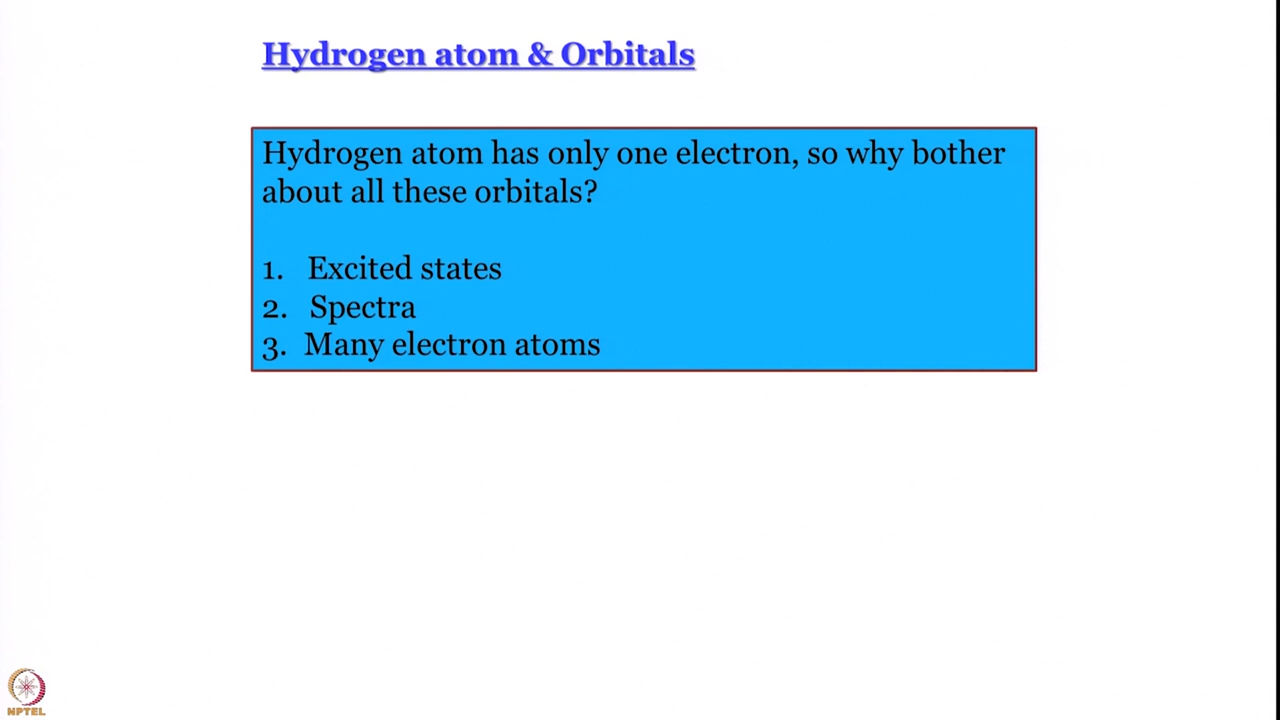 Hydrogen atom & Orbitals
Hydrogen atom has only one electron, so why bother
about all these orbitals?
1. Excited states
2. Spectra
3. Many electron atoms
NPTEL